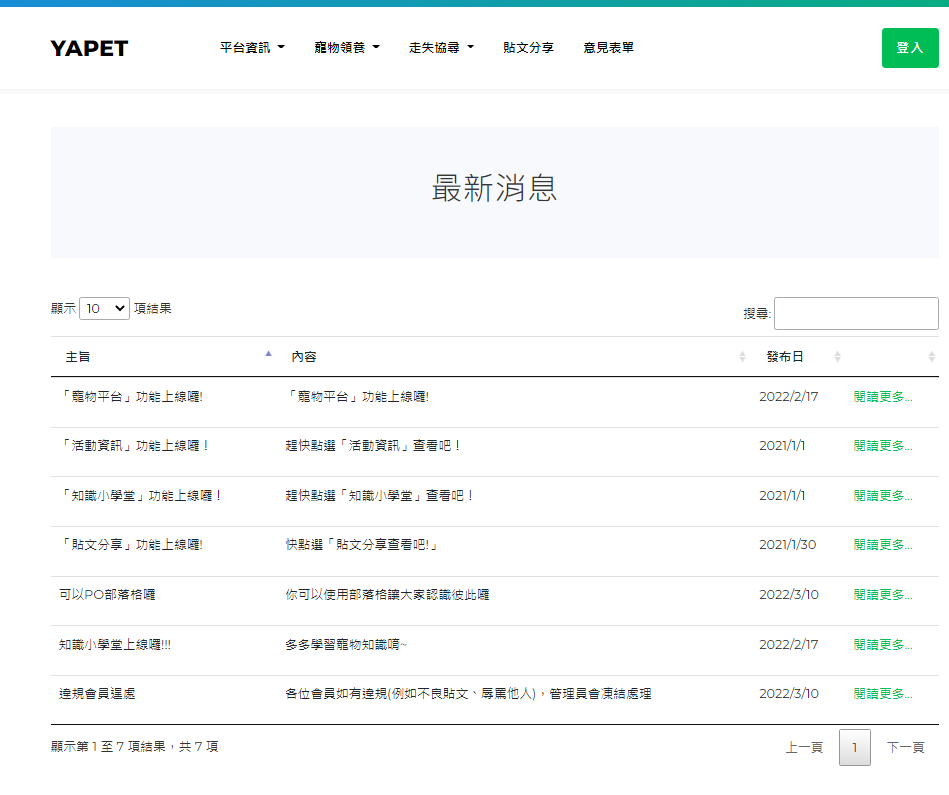 YAPET 平台資訊 寵物領養 走失協尋 貼文分享 意見表單 登入
最新消息
顯示 10 項結果 搜尋:
主旨 內容 發布日
「寵物平台」功能上線囉! 「寵物平台」功能上線囉! 2022/2/17 閱讀更多...
「活動資訊」功能上線囉！ 趕快點選「活動資訊」查看吧！ 2021/1/1 閱讀更多...
「知識小學堂」功能上線囉！ 趕快點選「知識小學堂」查看吧！ 2021/1/1 閱讀更多...
「貼文分享」功能上線囉! 快點選「貼文分享查看吧!」 2021/1/30 閱讀更多...
可以PO部落格囉 你可以使用部落格讓大家認識彼此囉 2022/3/10 閱讀更多...
知識小學堂上線囉!!! 多多學習寵物知識唷~ 2022/2/17 閱讀更多...
違規會員逞處 各位會員如有違規(例如不良貼文、辱罵他人)，管理員會凍結處理 2022/3/10 閱讀更多...
顯示第 1 至 7 項結果，共 7 項 上一頁 1 下一頁